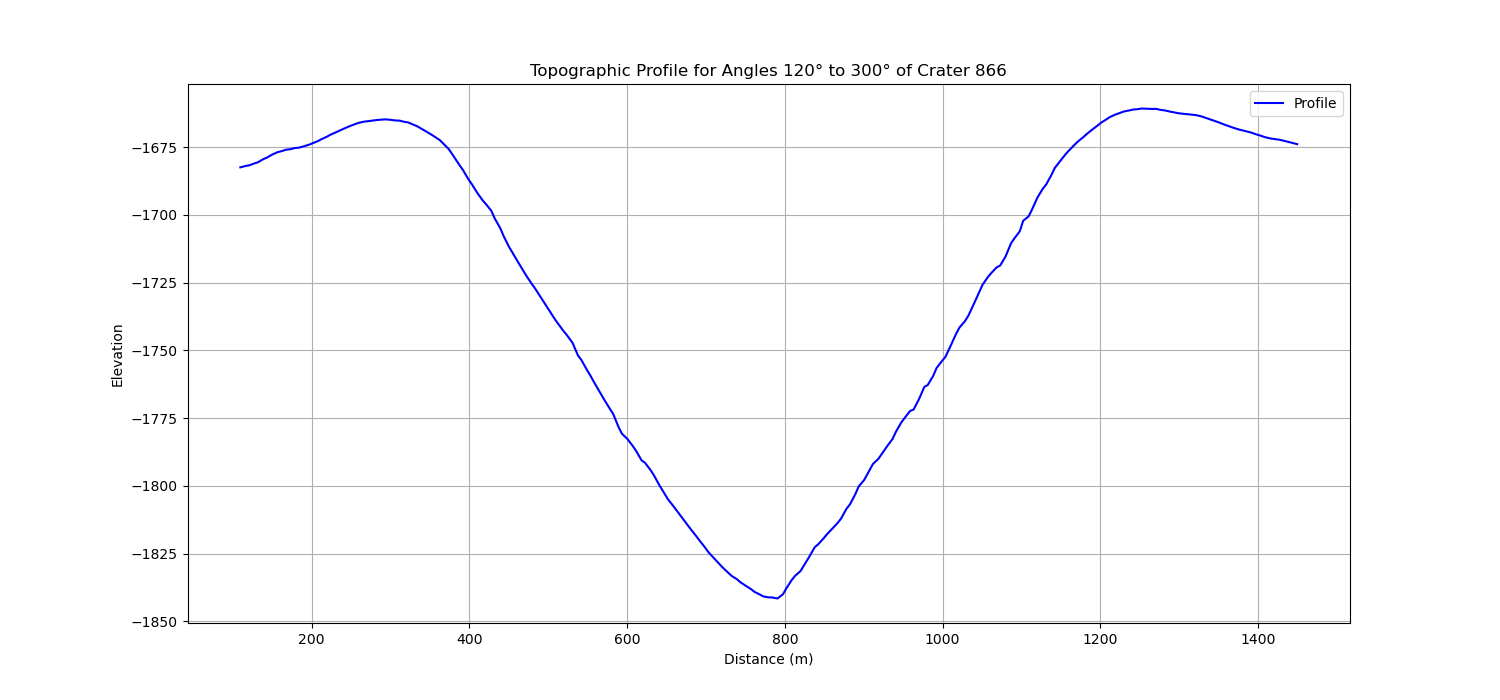 Topographic Profile for Angles 120° to 300° of Crater 866
Profile
Elevation
−1675
−1700
−1725
−1750
−1775
−1800
−1825
−1850
200 400 600 800 1000 1200 1400
Distance (m)